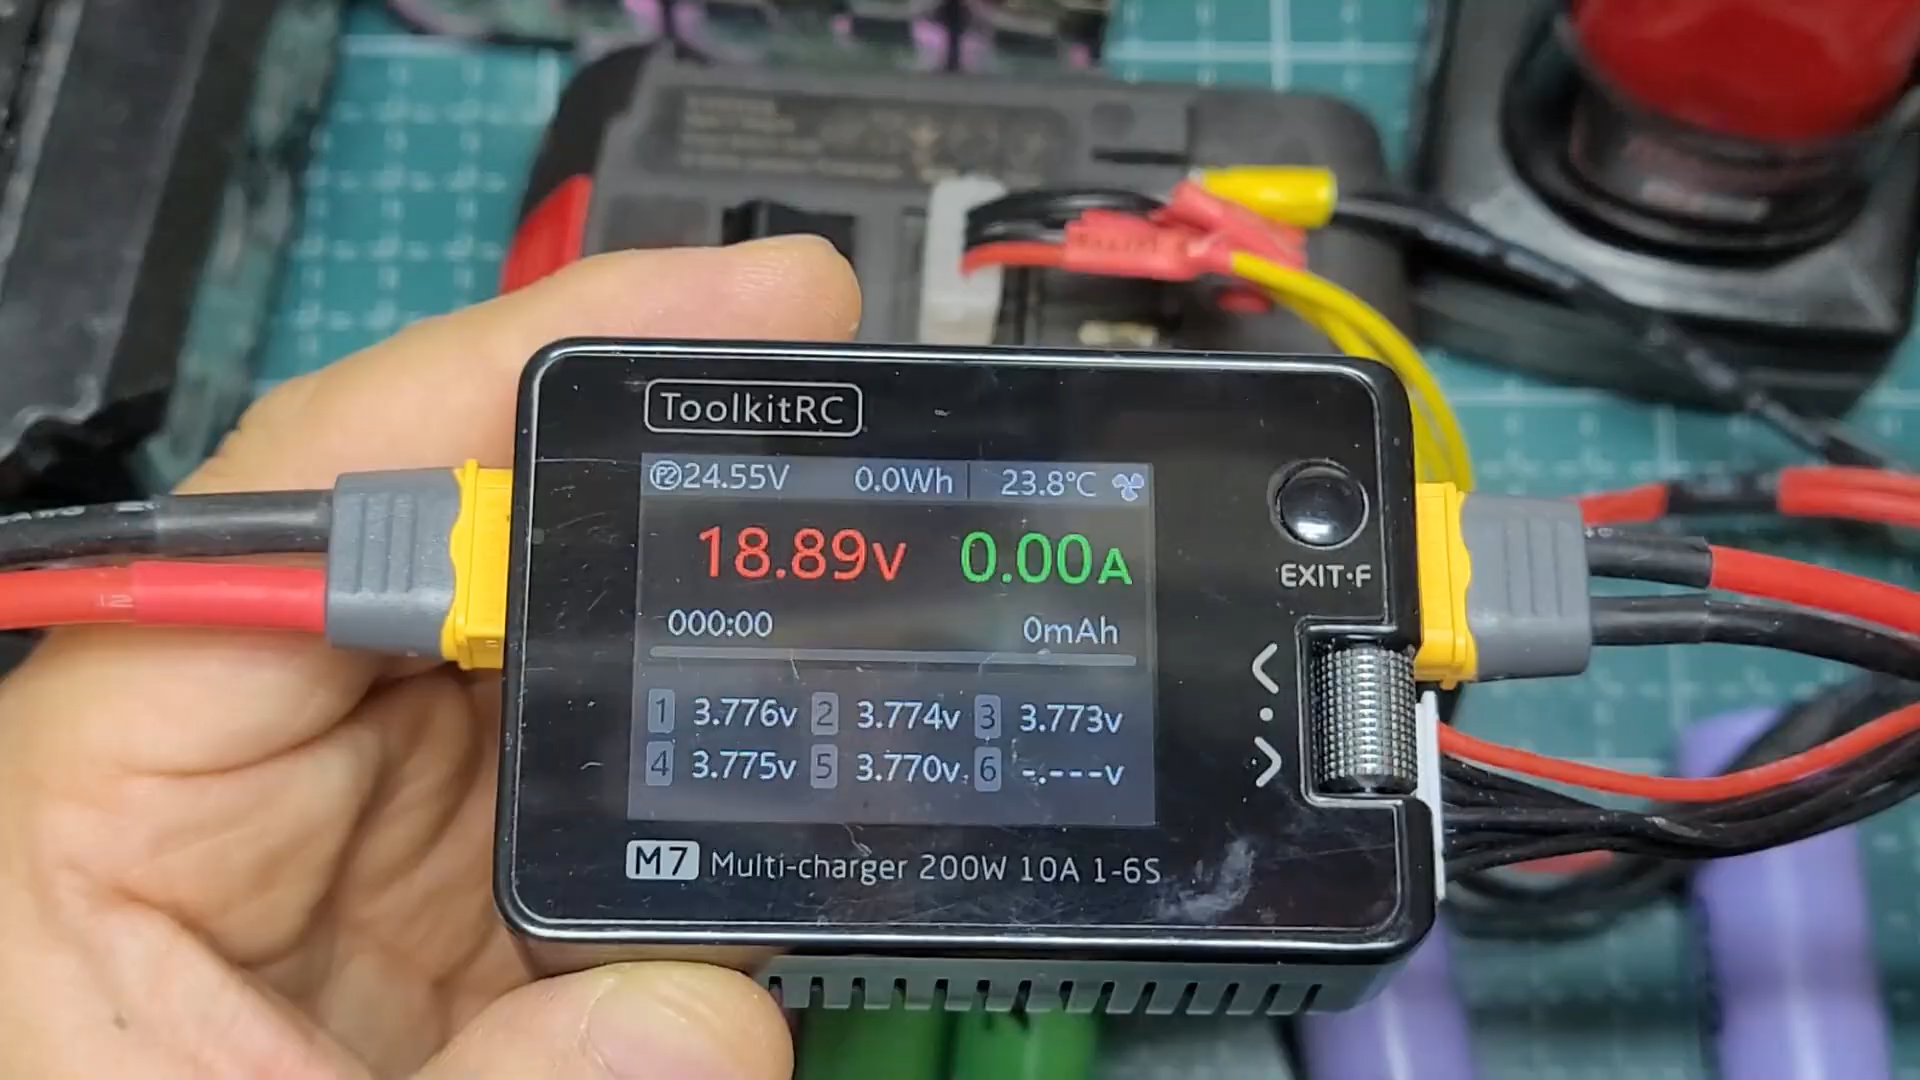 ToolkitRC
P2 24.55V 0.0Wh 23.8°C
18.89V 0.00A
000:00 0mAh
1 3.776v 2 3.774v 3 3.773v
4 3.775v 5 3.770v 6 -.---v
EXIT·F
M7 Multi-charger 200W 10A 1-6S